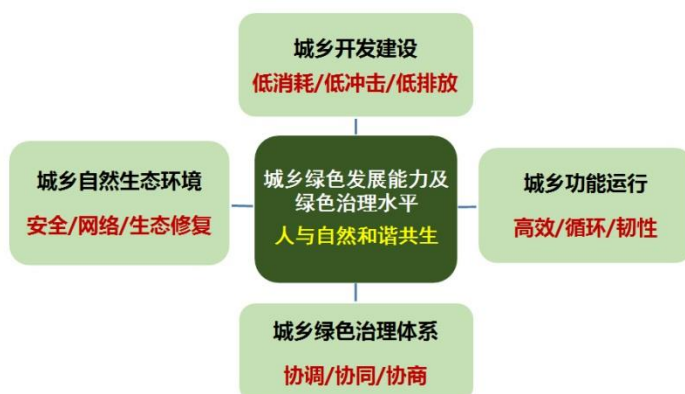 城乡开发建设
低消耗/低冲击/低排放
城乡自然生态环境
安全/网络/生态修复
城乡绿色发展能力及
绿色治理水平
人与自然和谐共生
城乡功能运行
高效/循环/韧性
城乡绿色治理体系
协调/协同/协商